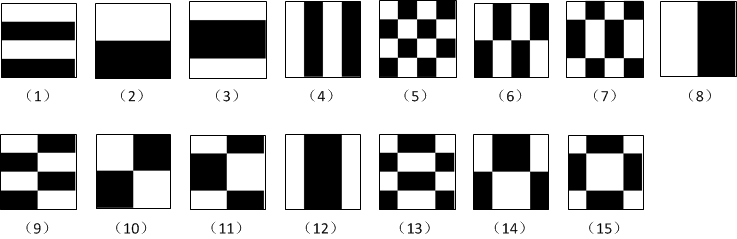 （1） （2） （3） （4） （5） （6） （7） （8）
（9） （10） （11） （12） （13） （14） （15）